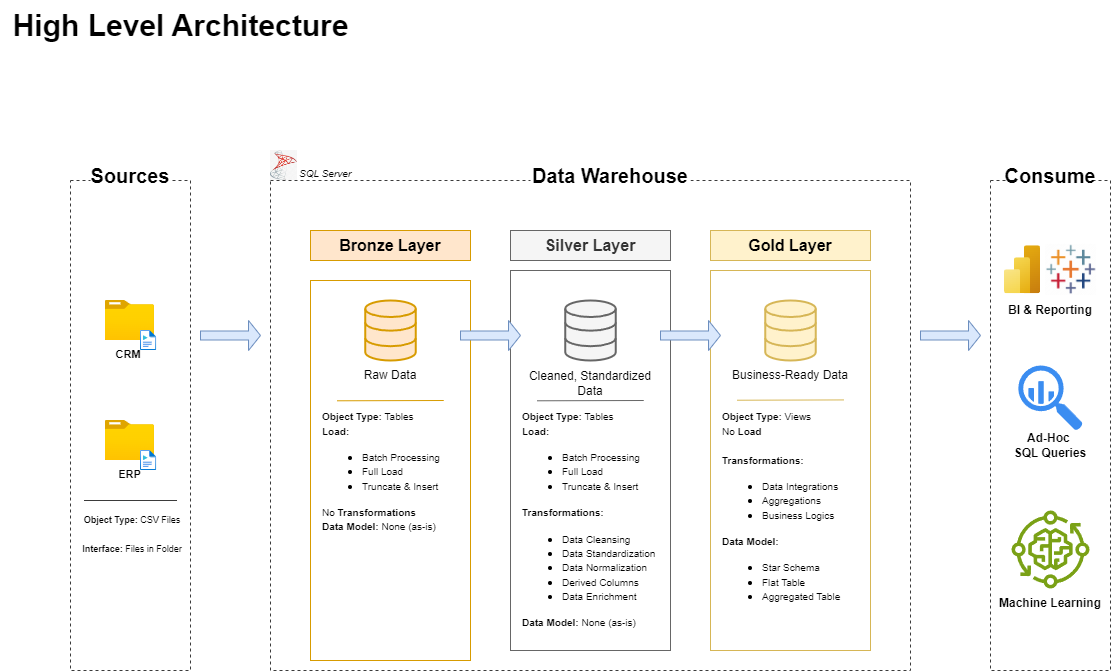 High Level Architecture
Sources
CRM
ERP
Object Type: CSV Files
Interface: Files in Folder
SQL Server
Data Warehouse
Bronze Layer
Raw Data
Object Type: Tables
Load:
Batch Processing
Full Load
Truncate & Insert
No Transformations
Data Model: None (as-is)
Silver Layer
Cleaned, Standardized
Data
Object Type: Tables
Load:
Batch Processing
Full Load
Truncate & Insert
Transformations:
Data Cleansing
Data Standardization
Data Normalization
Derived Columns
Data Enrichment
Data Model: None (as-is)
Gold Layer
Business-Ready Data
Object Type: Views
No Load
Transformations:
Data Integrations
Aggregations
Business Logics
Data Model:
Star Schema
Flat Table
Aggregated Table
Consume
BI & Reporting
Ad-Hoc
SQL Queries
Machine Learning